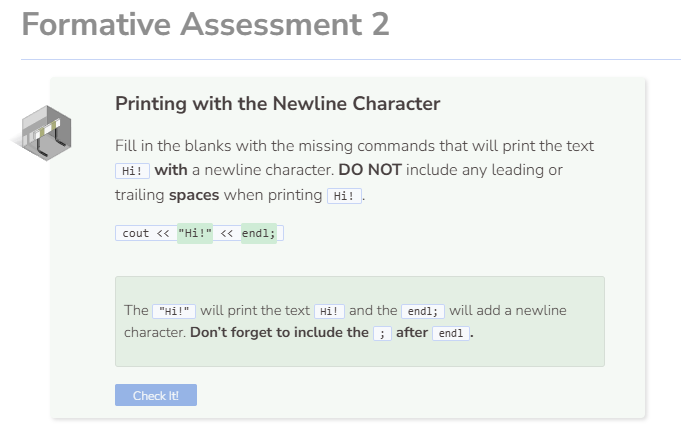 Formative Assessment 2
Printing with the Newline Character
Fill in the blanks with the missing commands that will print the text
Hi! with a newline character. DO NOT include any leading or
trailing spaces when printing Hi! .
cout << "Hi!" << endl;
The "Hi!" will print the text Hi! and the endl; will add a newline
character. Don't forget to include the ; after endl .
Check It!